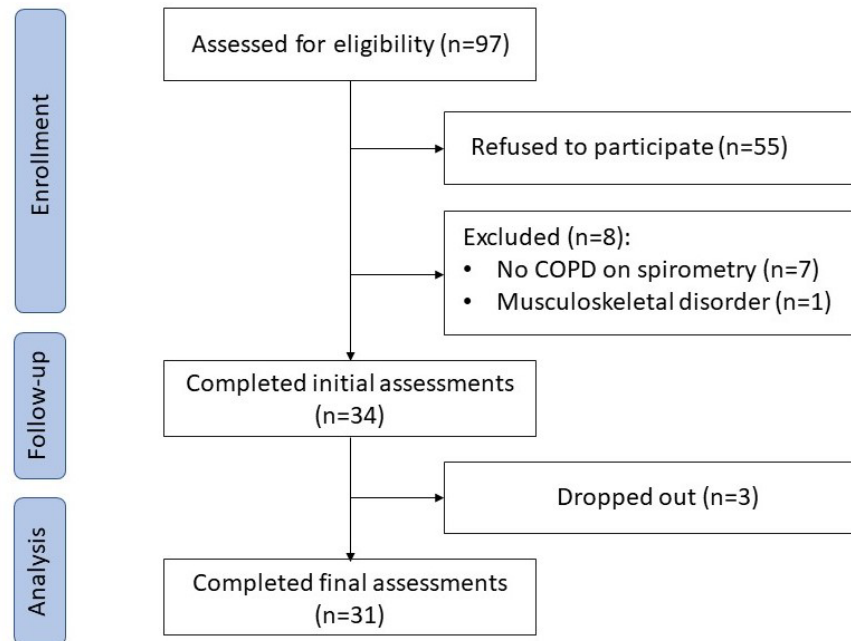 Enrollment
Assessed for eligibility (n=97)
Refused to participate (n=55)
Excluded (n=8):
• No COPD on spirometry (n=7)
• Musculoskeletal disorder (n=1)
Follow-up
Completed initial assessments
(n=34)
Dropped out (n=3)
Analysis
Completed final assessments
(n=31)